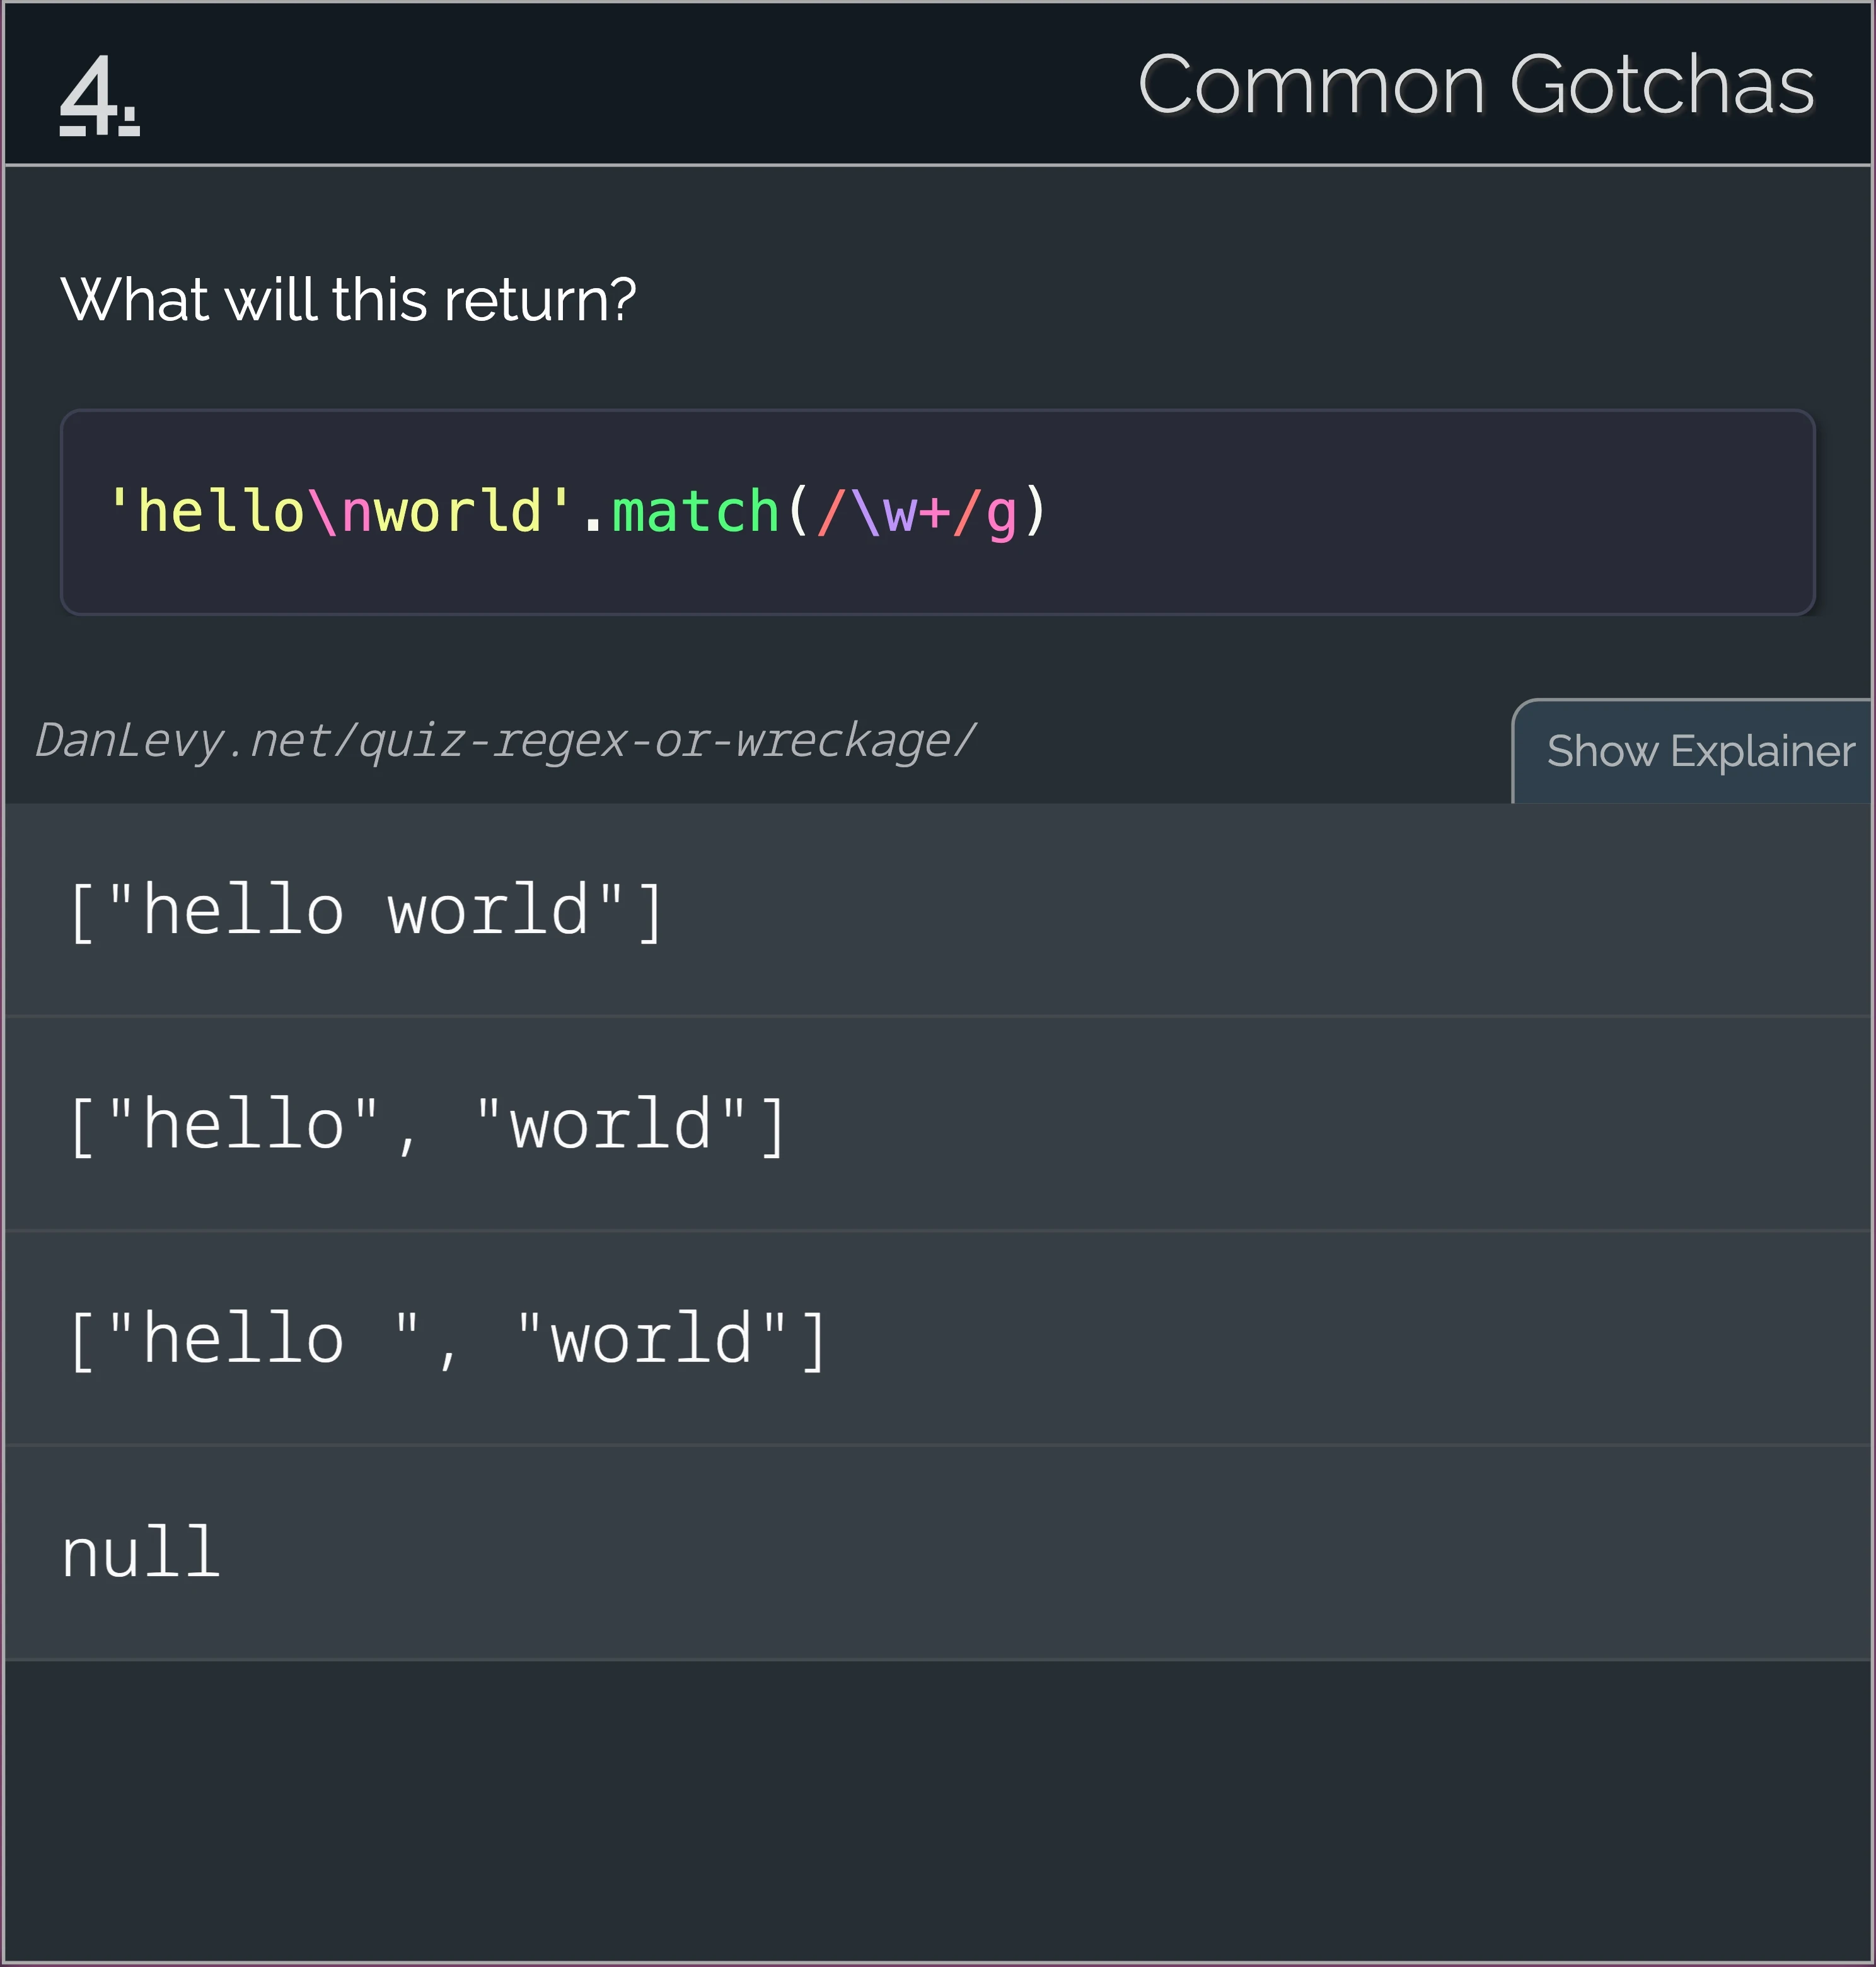 4.
Common Gotchas
What will this return?
'hello\nworld'.match(/\w+/g)
DanLevy.net/quiz-regex-or-wreckage/
Show Explainer
["hello world"]
["hello", "world"]
["hello ", "world"]
null